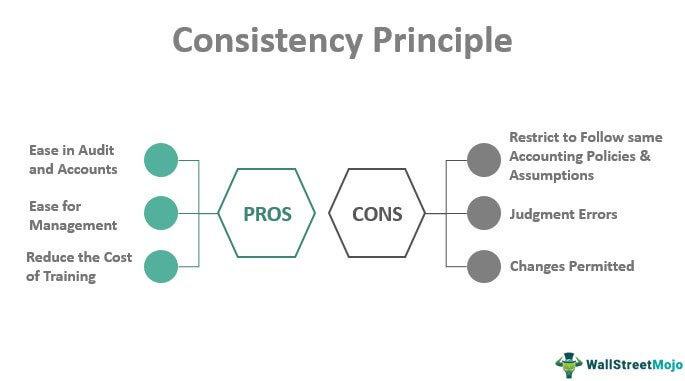 Consistency Principle
Ease in Audit
and Accounts
Ease for
Management
Reduce the Cost
of Training
PROS
CONS
Restrict to Follow same
Accounting Policies &
Assumptions
Judgment Errors
Changes Permitted
WallStreetMojo